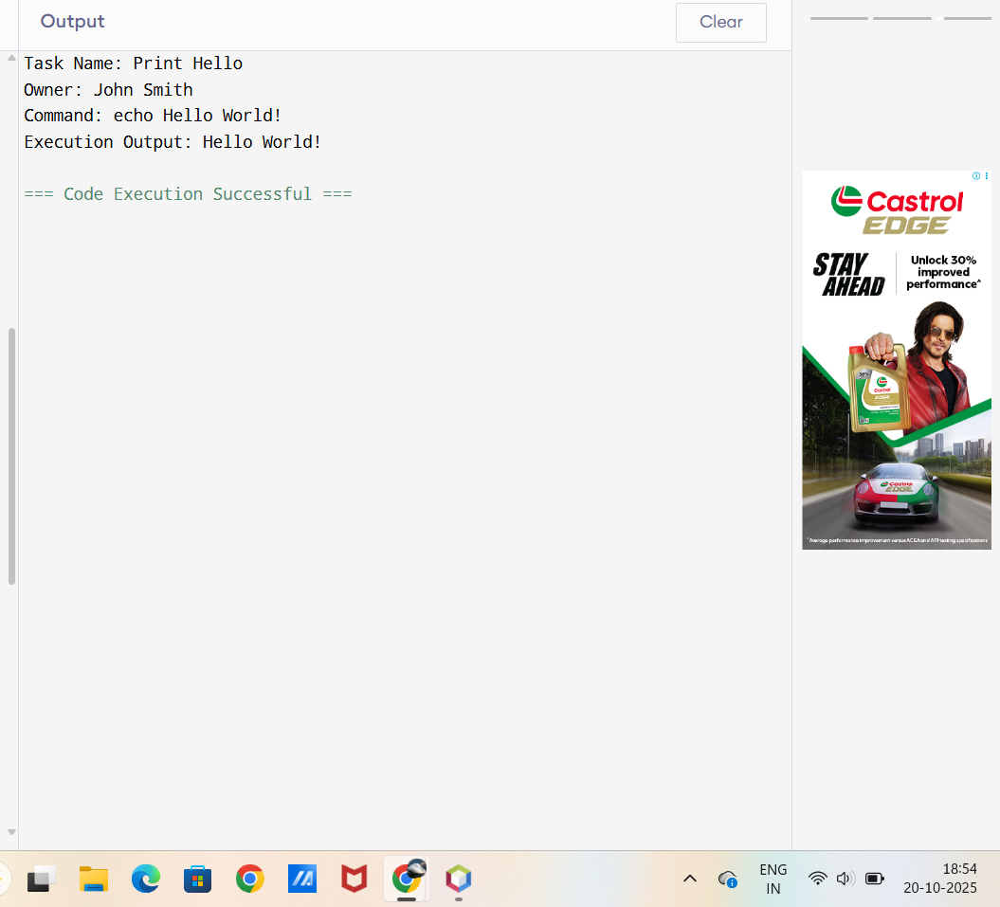 Output
Clear
Task Name: Print Hello
Owner: John Smith
Command: echo Hello World!
Execution Output: Hello World!
=== Code Execution Successful ===
Castrol
EDGE
STAY
AHEAD
Unlock 30%
improved
performance^
30%
Castrol
EDGE
Castrol
EDGE
^Average performance improvement versus ACEA and API testing specifications
ENG
IN
18:54
20-10-2025